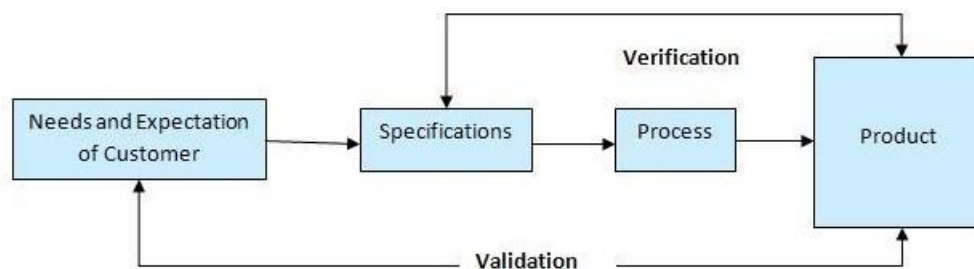 Verification
Needs and Expectation
of Customer
Specifications
Process
Product
Validation